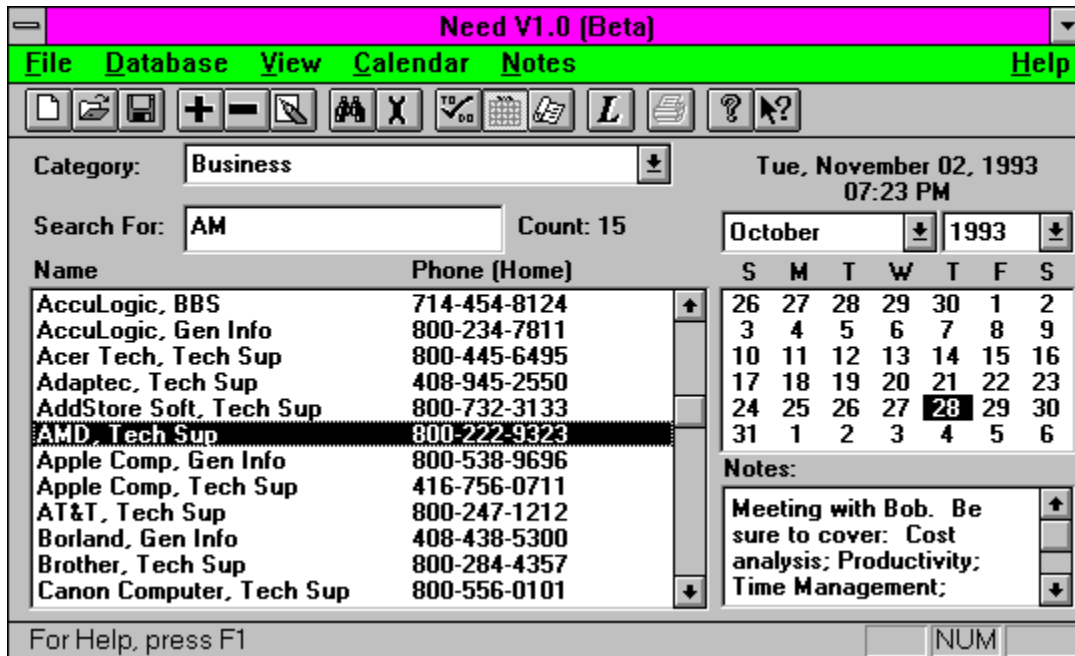 Need V1.0 (Beta)
File Database View Calendar Notes Help
TO DO L ? ?
Category: Business
Tue, November 02, 1993
07:23 PM
Search For: AM Count: 15
October 1993
Name Phone (Home)
S M T W T F S
AccuLogic, BBS 714-454-8124
AccuLogic, Gen Info 800-234-7811
Acer Tech, Tech Sup 800-445-6495
Adaptec, Tech Sup 408-945-2550
AddStore Soft, Tech Sup 800-732-3133
AMD, Tech Sup 800-222-9323
Apple Comp, Gen Info 800-538-9696
Apple Comp, Tech Sup 416-756-0711
AT&T, Tech Sup 800-247-1212
Borland, Gen Info 408-438-5300
Brother, Tech Sup 800-284-4357
Canon Computer, Tech Sup 800-556-0101
26 27 28 29 30 1 2
3 4 5 6 7 8 9
10 11 12 13 14 15 16
17 18 19 20 21 22 23
24 25 26 27 28 29 30
31 1 2 3 4 5 6
Notes:
Meeting with Bob. Be
sure to cover: Cost
analysis; Productivity;
Time Management;
For Help, press F1 NUM